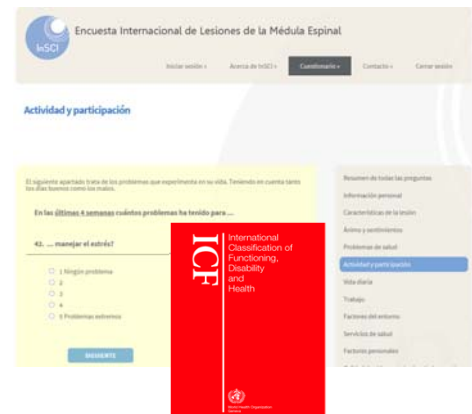 InSCI
Encuesta Internacional de Lesiones de la Médula Espinal
Iniciar sesión »
Acerca de InSCI »
Cuestionario »
Contacto »
Cerrar sesión
Actividad y participación
El siguiente apartado trata de los problemas que experimenta en su vida. Teniendo en cuenta tanto
los días buenos como los malos.
En las últimas 4 semanas cuántos problemas ha tenido para ...
42. ... manejar el estrés?
1 Ningún problema
2
3
4
5 Problemas extremos
SIGUIENTE
Resumen de todas las preguntas
Información personal
Características de la lesión
Ánimo y sentimientos
Problemas de salud
Actividad y participación
Vida diaria
Trabajo
Factores del entorno
Servicios de salud
Factores personales
ICF
International
Classification of
Functioning,
Disability
and
Health
World Health Organization
Geneva